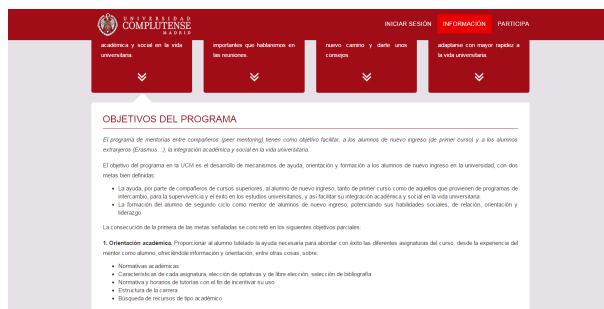 UNIVERSIDAD
COMPLUTENSE
MADRID
INICIAR SESIÓN INFORMACIÓN PARTICIPA
académica y social en la vida
universitaria.
importantes que hablaremos en
las reuniones.
nuevo camino y darte unos
consejos.
adaptarse con mayor rapidez a
la vida universitaria.
OBJETIVOS DEL PROGRAMA
El programa de mentorías entre compañeros (peer mentoring) tienen como objetivo facilitar, a los alumnos de nuevo ingreso (de primer curso) y a los alumnos
extranjeros (Erasmus ...), la integración académica y social en la vida universitaria.
El objetivo del programa en la UCM es el desarrollo de mecanismos de ayuda, orientación y formación a los alumnos de nuevo ingreso en la universidad, con dos
metas bien definidas:
La ayuda, por parte de compañeros de cursos superiores, al alumno de nuevo ingreso, tanto de primer curso como de aquellos que provienen de programas de
intercambio, para la supervivencia y el éxito en los estudios universitarios, y así facilitar su integración académica y social en la vida universitaria.
La formación del alumno de segundo ciclo como mentor de alumnos de nuevo ingreso, potenciando sus habilidades sociales, de relación, orientación y
liderazgo.
La consecución de la primera de las metas señaladas se concretó en los siguientes objetivos parciales:
1. Orientación académica. Proporcionar al alumno tutelado la ayuda necesaria para abordar con éxito las diferentes asignaturas del curso, desde la experiencia del
mentor como alumno, ofreciéndole información y orientación, entre otras cosas, sobre:
Normativas académicas
Características de cada asignatura, elección de optativas y de libre elección, selección de bibliografía
Normativa y horarios de tutorías con el fin de incentivar su uso
Estructura de la carrera
Búsqueda de recursos de tipo académico